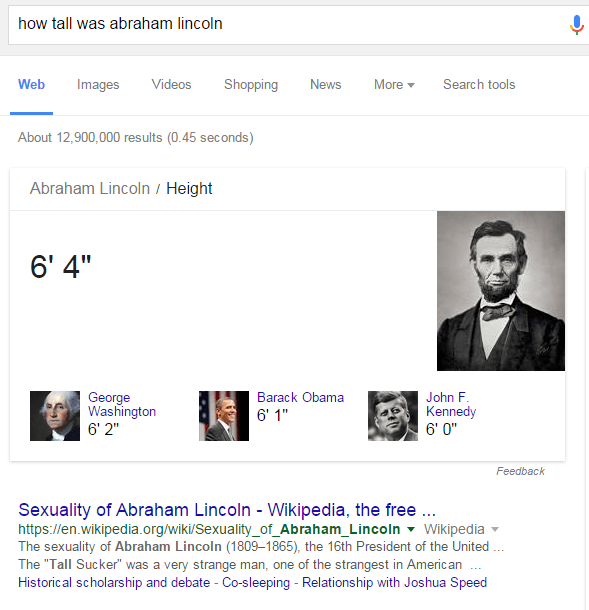 how tall was abraham lincoln
Web Images Videos Shopping News More Search tools
About 12,900,000 results (0.45 seconds)
Abraham Lincoln / Height
6' 4"
George
Washington
6' 2"
Barack Obama
6' 1"
John F.
Kennedy
6' 0"
Feedback
Sexuality of Abraham Lincoln - Wikipedia, the free ...
https://en.wikipedia.org/wiki/Sexuality_of_Abraham_Lincoln Wikipedia
The sexuality of Abraham Lincoln (1809–1865), the 16th President of the United ...
The "Tall Sucker" was a very strange man, one of the strangest in American ...
Historical scholarship and debate - Co-sleeping - Relationship with Joshua Speed